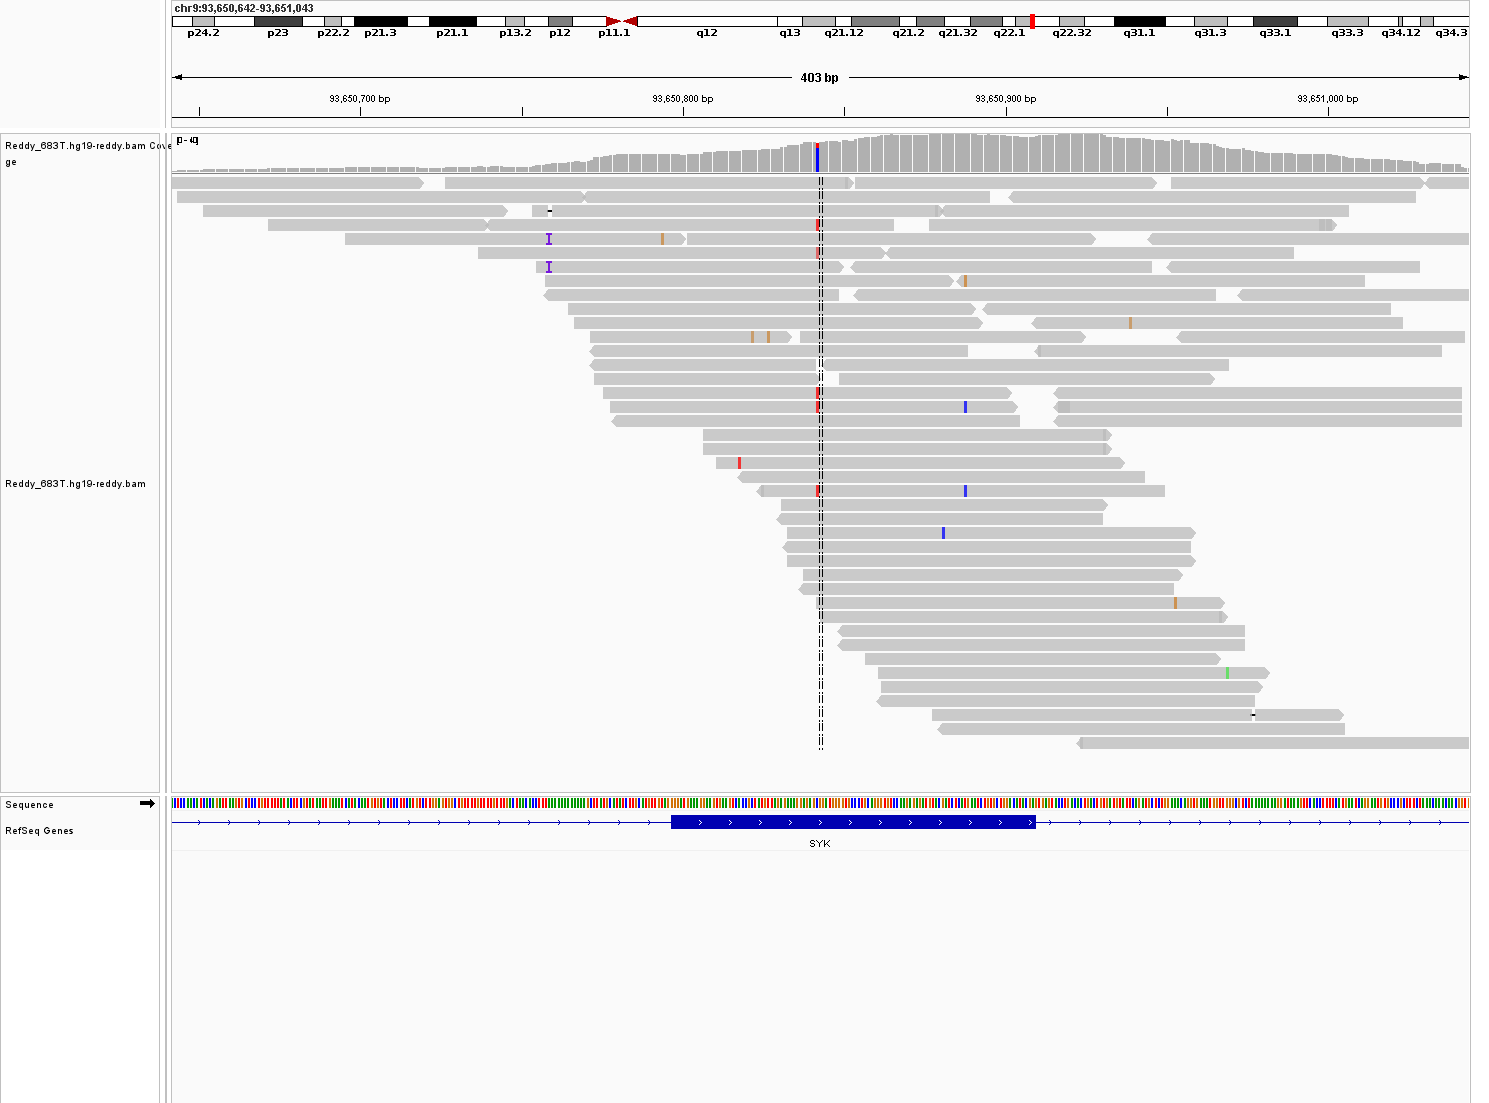 chr9:93,650,642-93,651,043
p24.2 p23 p22.2 p21.3 p21.1 p13.2 p12 p11.1 q12 q13 q21.12 q21.2 q21.32 q22.1 q22.32 q31.1 q31.3 q33.1 q33.3 q34.12 q34.3
403 bp
93,650,700 bp 93,650,800 bp 93,650,900 bp 93,651,000 bp
Reddy_683T.hg19-reddy.bam Cove
ge
Reddy_683T.hg19-reddy.bam
Sequence
RefSeq Genes
SYK